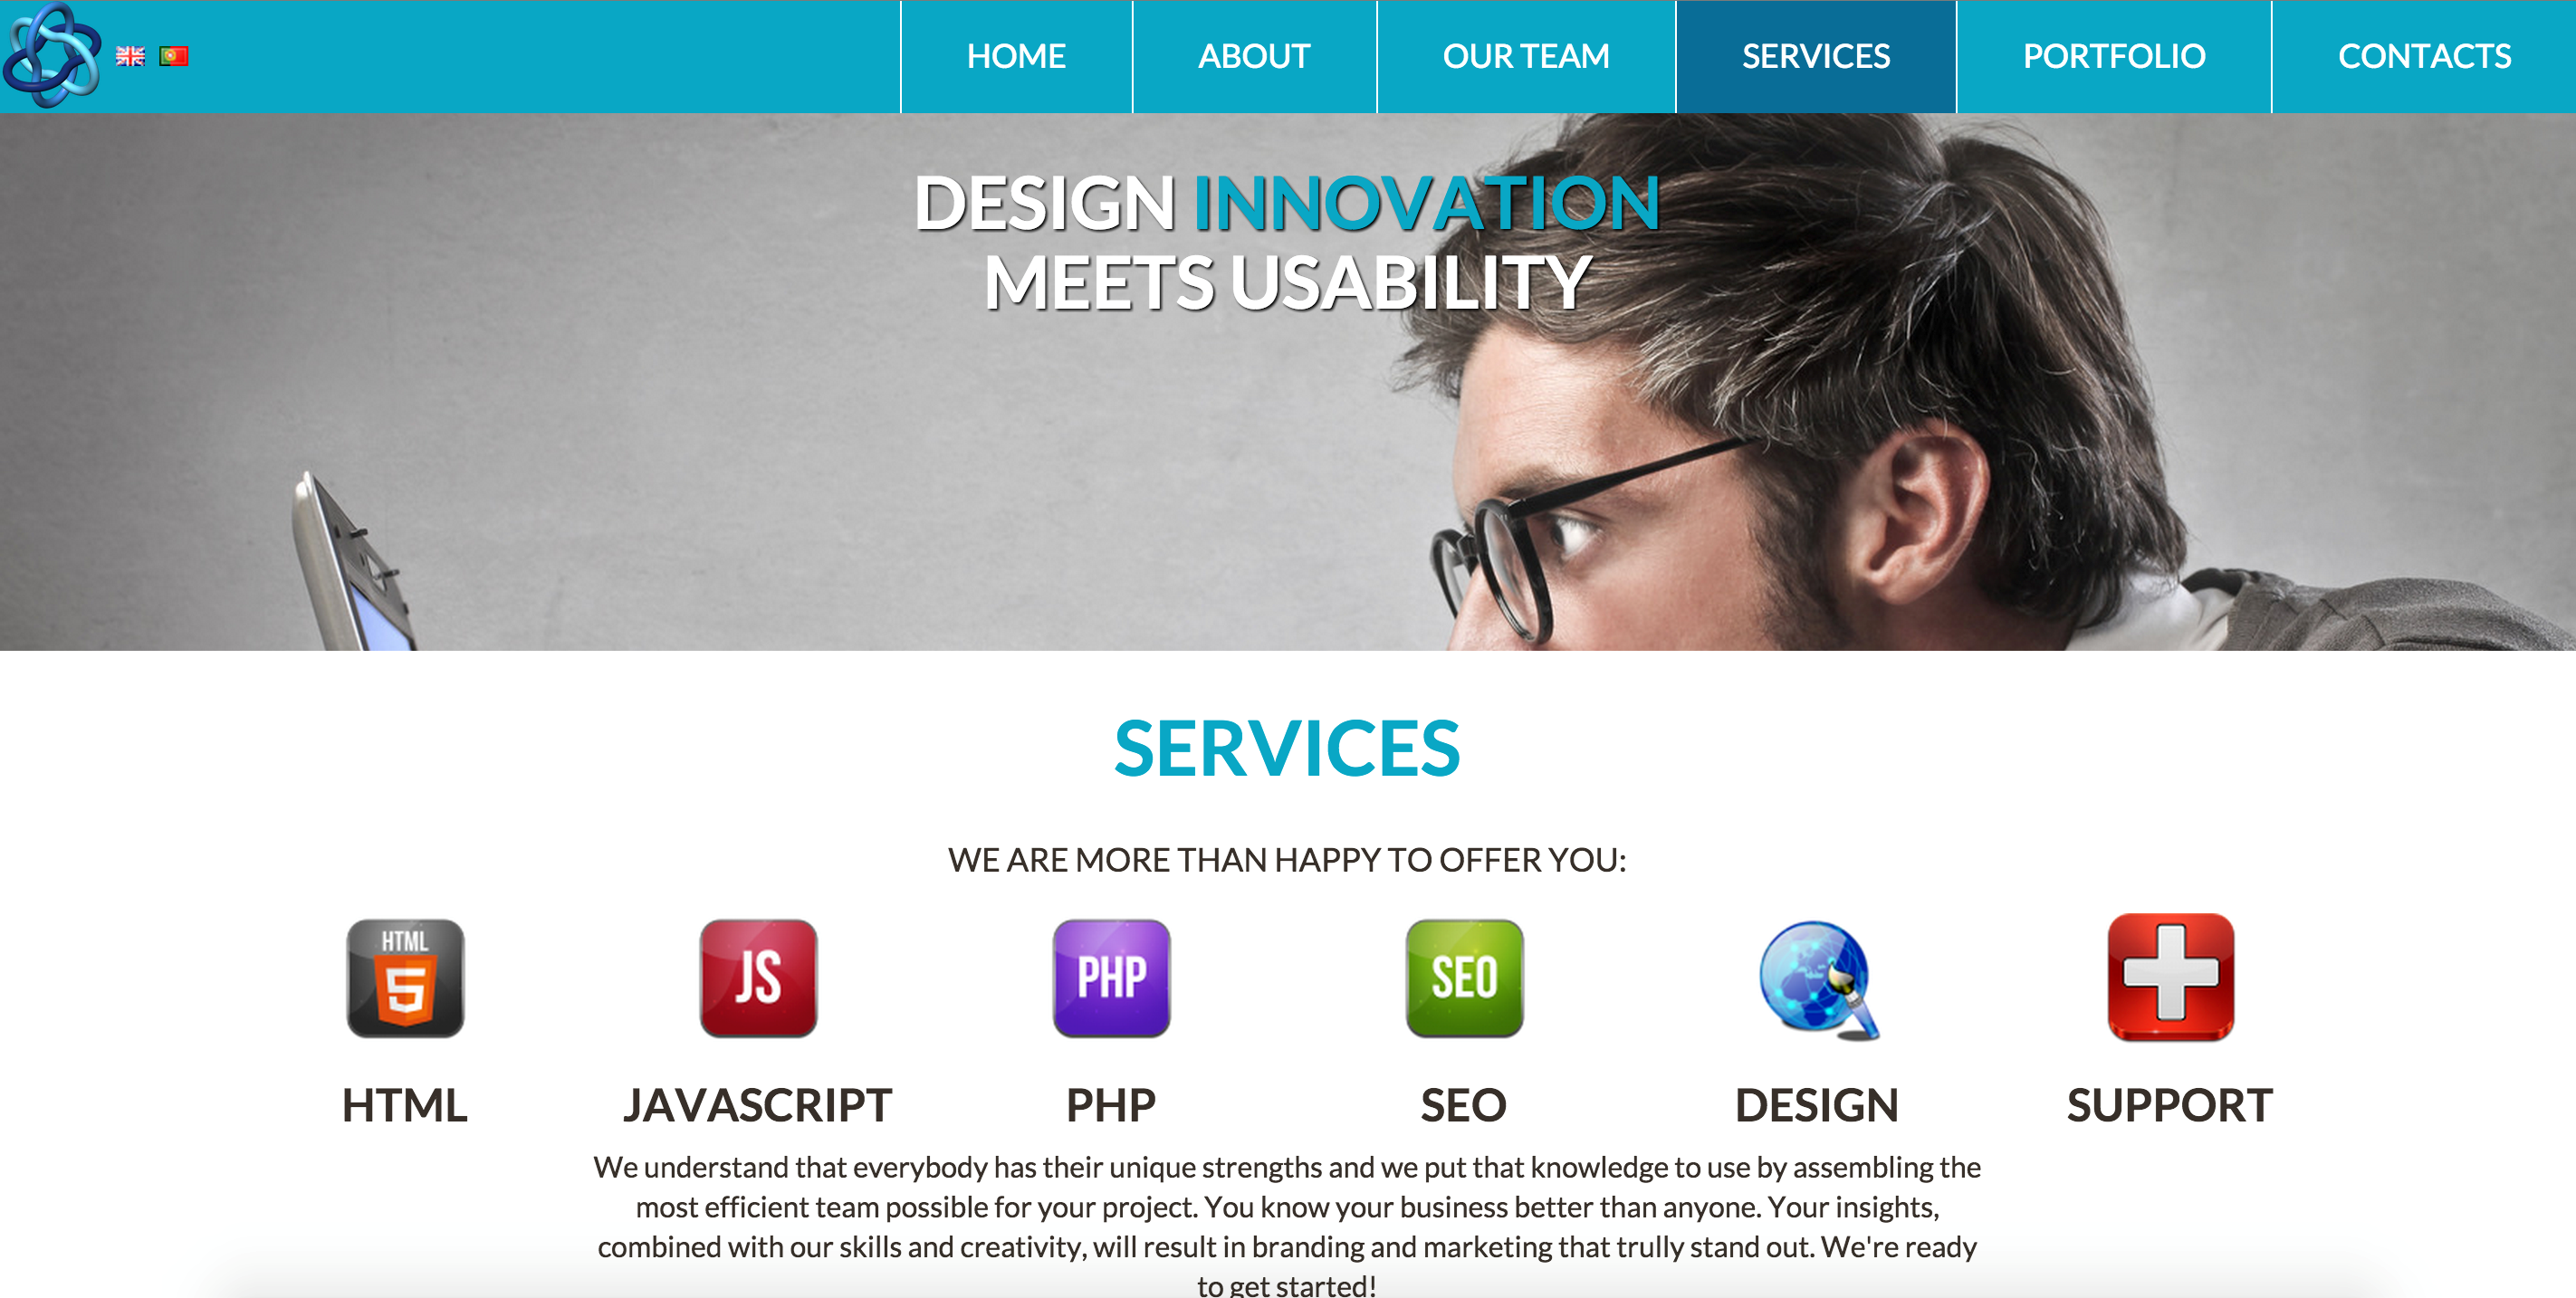 HOME
ABOUT
OUR TEAM
SERVICES
PORTFOLIO
CONTACTS
DESIGN INNOVATION
MEETS USABILITY
SERVICES
WE ARE MORE THAN HAPPY TO OFFER YOU:
HTML
5
JS
PHP
SEO
HTML
JAVASCRIPT
PHP
SEO
DESIGN
SUPPORT
We understand that everybody has their unique strengths and we put that knowledge to use by assembling the
most efficient team possible for your project. You know your business better than anyone. Your insights,
combined with our skills and creativity, will result in branding and marketing that trully stand out. We're ready
to get started!